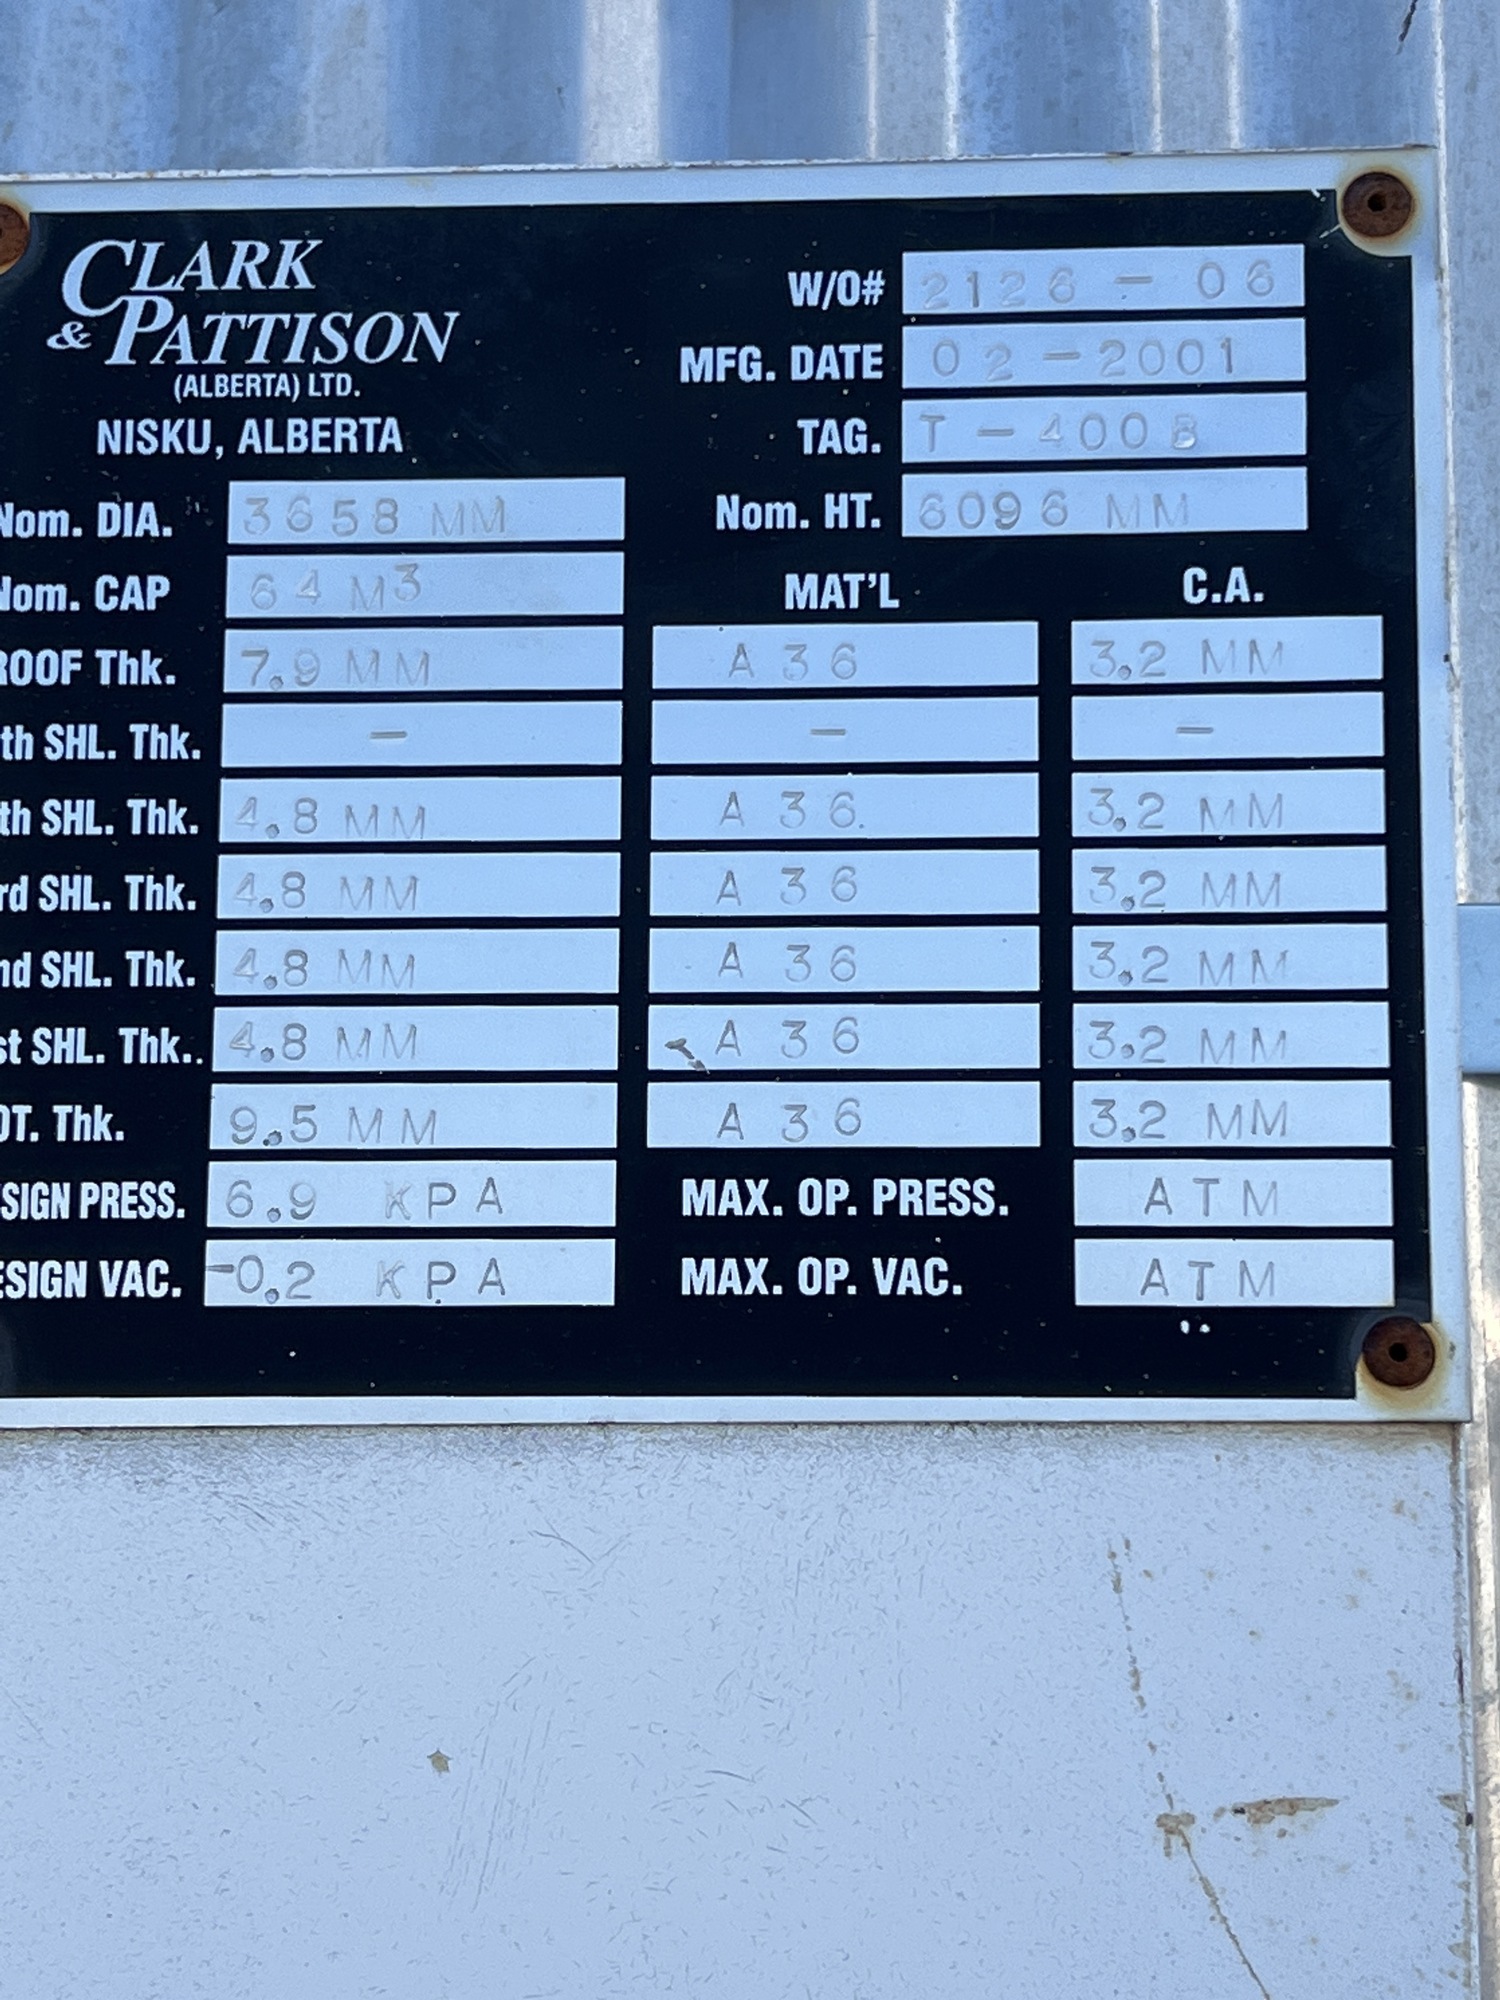 CLARK
& PATTISON
(ALBERTA) LTD.
NISKU, ALBERTA
W/O# 2126 - 06
MFG. DATE 02 - 2001
TAG. T - 400B
Nom. DIA. 3658 MM Nom. HT. 6096 MM
Nom. CAP 64 M3 MAT'L C.A.
ROOF Thk. 7.9 MM A 36 3.2 MM
th SHL. Thk. - - -
th SHL. Thk. 4.8 MM A 36 3.2 MM
rd SHL. Thk. 4.8 MM A 36 3.2 MM
nd SHL. Thk. 4.8 MM A 36 3.2 MM
st SHL. Thk.. 4.8 MM A 36 3.2 MM
OT. Thk. 9.5 MM A 36 3.2 MM
SIGN PRESS. 6.9 KPA MAX. OP. PRESS. ATM
ESIGN VAC. -0.2 KPA MAX. OP. VAC. ATM